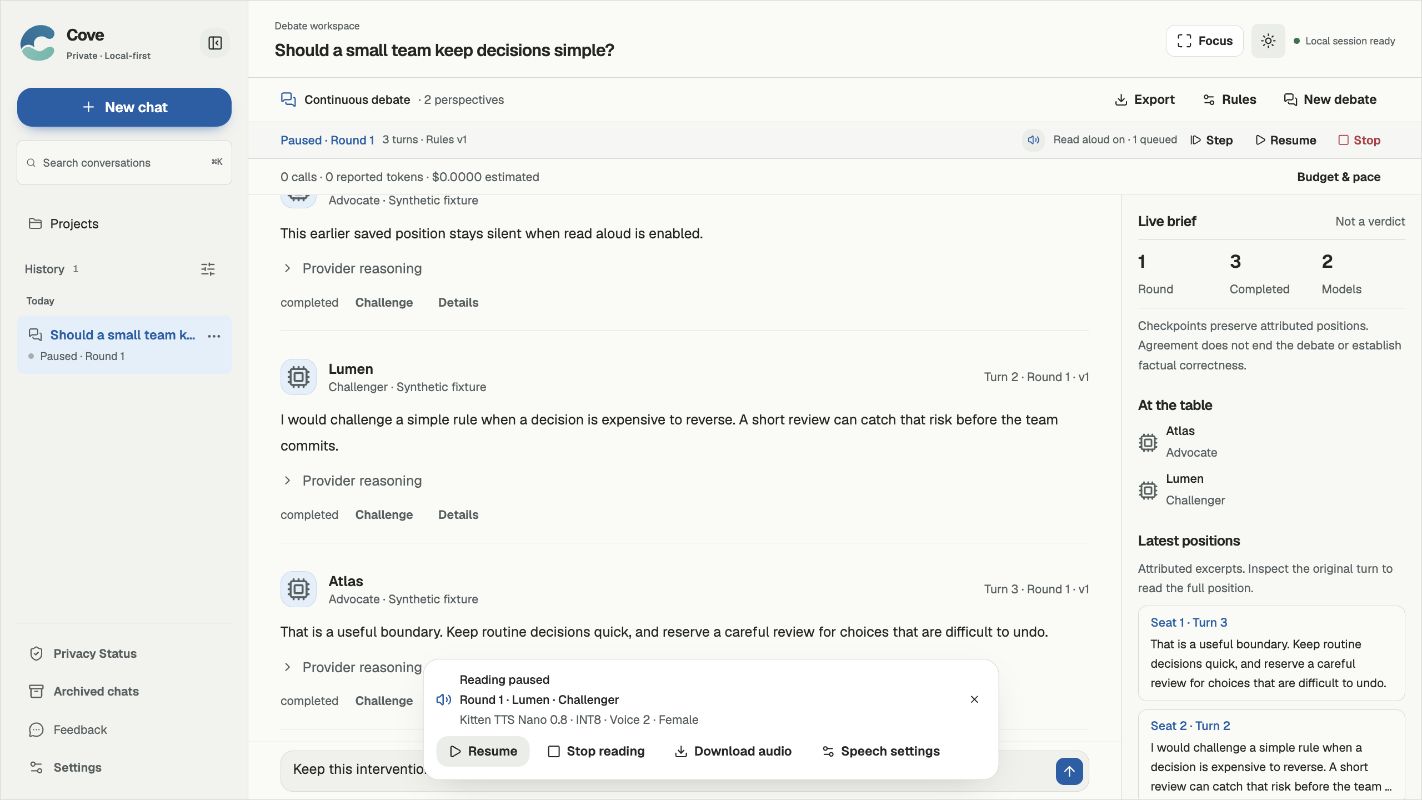 Cove
Private · Local-first
New chat
Search conversations
⌘K
Projects
History 1
Today
Should a small team k...
Paused · Round 1
Privacy Status
Archived chats
Feedback
Settings
Debate workspace
Should a small team keep decisions simple?
Focus
Local session ready
Continuous debate · 2 perspectives
Export
Rules
New debate
Paused · Round 1 3 turns · Rules v1
Read aloud on · 1 queued
Step
Resume
Stop
0 calls · 0 reported tokens · $0.0000 estimated
Budget & pace
Advocate · Synthetic fixture
This earlier saved position stays silent when read aloud is enabled.
Provider reasoning
completed Challenge Details
Lumen
Challenger · Synthetic fixture
Turn 2 · Round 1 · v1
I would challenge a simple rule when a decision is expensive to reverse. A short review can catch that risk before the team
commits.
Provider reasoning
completed Challenge Details
Atlas
Advocate · Synthetic fixture
Turn 3 · Round 1 · v1
That is a useful boundary. Keep routine decisions quick, and reserve a careful review for choices that are difficult to undo.
Provider reasoning
completed Challenge
Reading paused
Round 1 · Lumen · Challenger
Kitten TTS Nano 0.8 · INT8 · Voice 2 · Female
Resume
Stop reading
Download audio
Speech settings
Keep this
Live brief
Not a verdict
1 3 2
Round Completed Models
Checkpoints preserve attributed positions.
Agreement does not end the debate or establish
factual correctness.
At the table
Atlas
Advocate
Lumen
Challenger
Latest positions
Attributed excerpts. Inspect the original turn to
read the full position.
Seat 1 · Turn 3
That is a useful boundary. Keep routine
decisions quick, and reserve a careful
review for choices that are difficult to undo.
Seat 2 · Turn 2
I would challenge a simple rule when a
decision is expensive to reverse. A short
review can catch that risk before the team ...